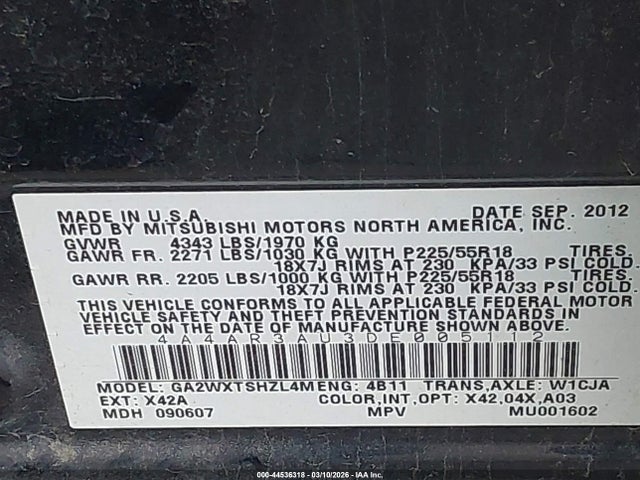 MADE IN U.S.A. DATE SEP. 2012
MFD BY MITSUBISHI MOTORS NORTH AMERICA, INC.
GVWR 4343 LBS/1970 KG
GAWR FR. 2271 LBS/1030 KG WITH P225/55R18 TIRES,
18X7J RIMS AT 230 KPA/33 PSI COLD.
GAWR RR. 2205 LBS/1000 KG WITH P225/55R18 TIRES,
18X7J RIMS AT 230 KPA/33 PSI COLD.
THIS VEHICLE CONFORMS TO ALL APPLICABLE FEDERAL MOTOR
VEHICLE SAFETY AND THEFT PREVENTION STANDARDS IN
EFFECT ON THE DATE OF MANUFACTURE SHOWN ABOVE.
4A4AR3AU3DE005112
MODEL: GA2WXTSHZL4M ENG: 4B11 TRANS,AXLE: W1CJA
EXT: X42A COLOR,INT,OPT: X42,04X,A03
MDH 090607 MPV MU001602
000-44536318 - 03/10/2026 - IAA Inc.